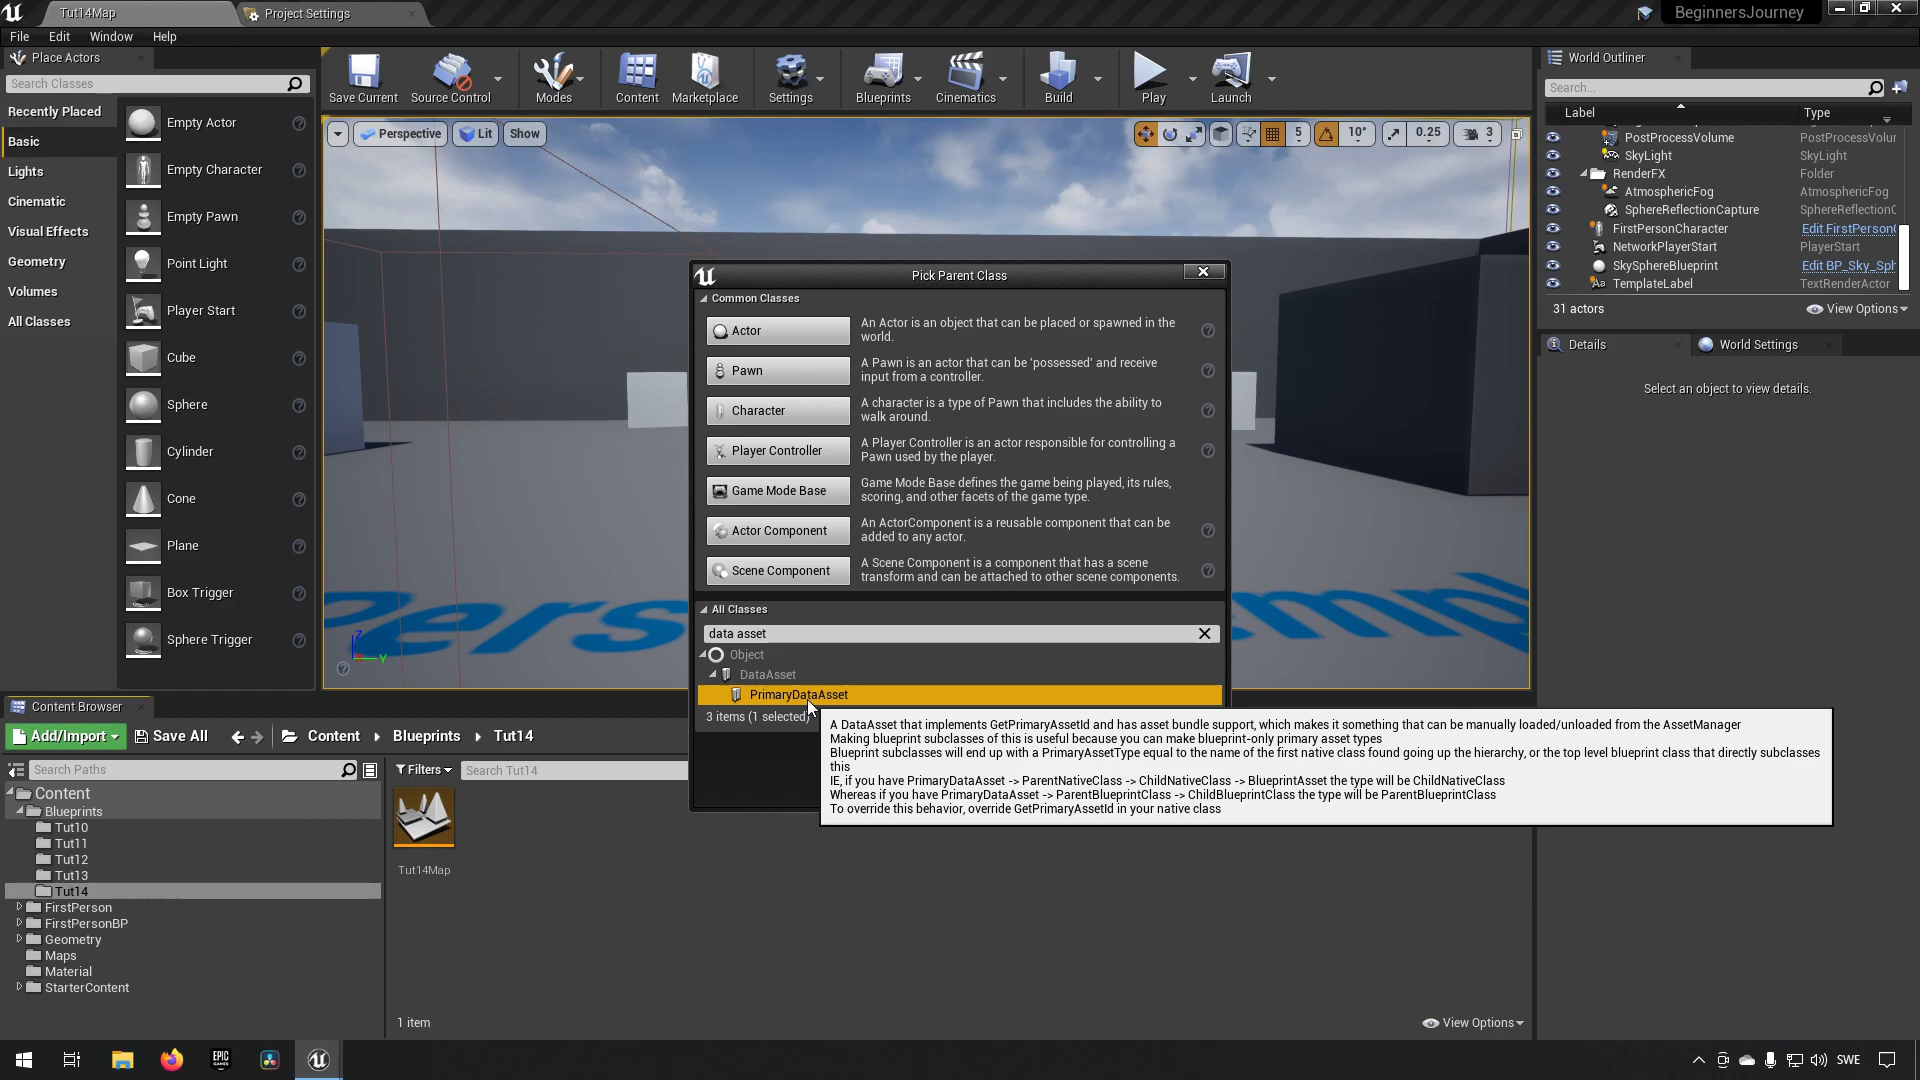 Tut14Map
Project Settings
BeginnersJourney
File Edit Window Help
Place Actors
Search Classes
Recently Placed
Basic
Lights
Cinematic
Visual Effects
Geometry
Volumes
All Classes
Empty Actor
Empty Character
Empty Pawn
Point Light
Player Start
Cube
Sphere
Cylinder
Cone
Plane
Box Trigger
Sphere Trigger
Save Current
Source Control
Modes
Content
Marketplace
Settings
Blueprints
Cinematics
Build
Play
Launch
Perspective
Lit
Show
5
10°
0.25
3
Z
Y
Pick Parent Class
Common Classes
Actor
An Actor is an object that can be placed or spawned in the
world.
Pawn
A Pawn is an actor that can be 'possessed' and receive
input from a controller.
Character
A character is a type of Pawn that includes the ability to
walk around.
Player Controller
A Player Controller is an actor responsible for controlling a
Pawn used by the player.
Game Mode Base
Game Mode Base defines the game being played, its rules,
scoring, and other facets of the game type.
Actor Component
An ActorComponent is a reusable component that can be
added to any actor.
Scene Component
A Scene Component is a component that has a scene
transform and can be attached to other scene components.
All Classes
data asset
Object
DataAsset
PrimaryDataAsset
3 items (1 selected)
A DataAsset that implements GetPrimaryAssetId and has asset bundle support, which makes it something that can be manually loaded/unloaded from the AssetManager
Making blueprint subclasses of this is useful because you can make blueprint-only primary asset types
Blueprint subclasses will end up with a PrimaryAssetType equal to the name of the first native class found going up the hierarchy, or the top level blueprint class that directly subclasses
this
IE, if you have PrimaryDataAsset -> ParentNativeClass -> ChildNativeClass -> BlueprintAsset the type will be ChildNativeClass
Whereas if you have PrimaryDataAsset -> ParentBlueprintClass -> ChildBlueprintClass the type will be ParentBlueprintClass
To override this behavior, override GetPrimaryAssetId in your native class
World Outliner
Search...
Label Type
PostProcessVolume PostProcessVolur
SkyLight SkyLight
RenderFX Folder
AtmosphericFog AtmosphericFog
SphereReflectionCapture SphereReflectionC
FirstPersonCharacter Edit FirstPerson
NetworkPlayerStart PlayerStart
SkySphereBlueprint Edit BP_Sky_Sph
TemplateLabel TextRenderActor
31 actors
View Options
Details
World Settings
Select an object to view details.
Content Browser
Add/Import
Save All
Content
Blueprints
Tut14
Search Paths
Filters
Search Tut14
Content
Blueprints
Tut10
Tut11
Tut12
Tut13
Tut14
FirstPerson
FirstPersonBP
Geometry
Maps
Material
StarterContent
Tut14Map
1 item
View Options
EPIC
GAMES
SWE